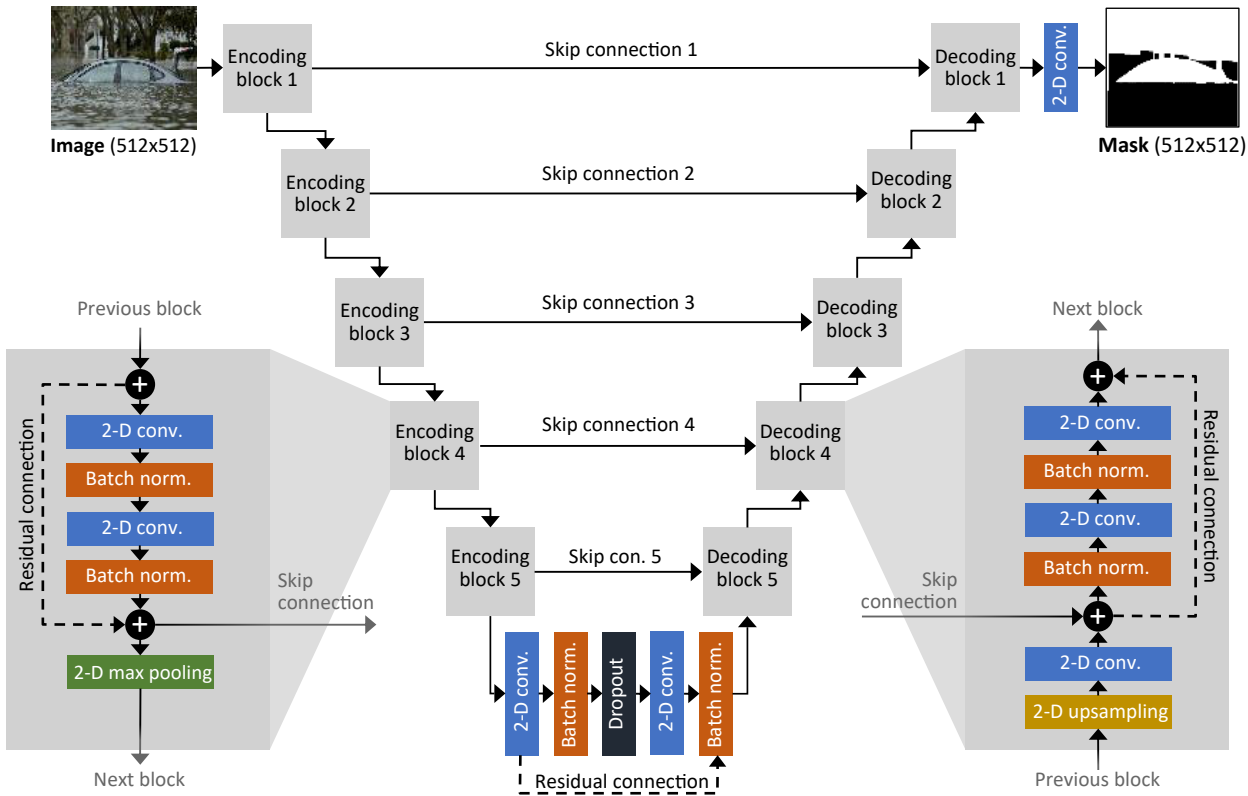 Image (512x512)
Encoding
block 1
Skip connection 1
Decoding
block 1
2-D conv.
Mask (512x512)
Encoding
block 2
Skip connection 2
Decoding
block 2
Encoding
block 3
Skip connection 3
Decoding
block 3
Encoding
block 4
Skip connection 4
Decoding
block 4
Encoding
block 5
Skip con. 5
Decoding
block 5
2-D conv.
Batch norm.
Dropout
2-D conv.
Batch norm.
Residual connection
Previous block
Residual connection
+
2-D conv.
Batch norm.
2-D conv.
Batch norm.
+
Skip
connection
2-D max pooling
Next block
Next block
+
2-D conv.
Batch norm.
2-D conv.
Batch norm.
Residual connection
Skip
connection
+
2-D conv.
2-D upsampling
Previous block